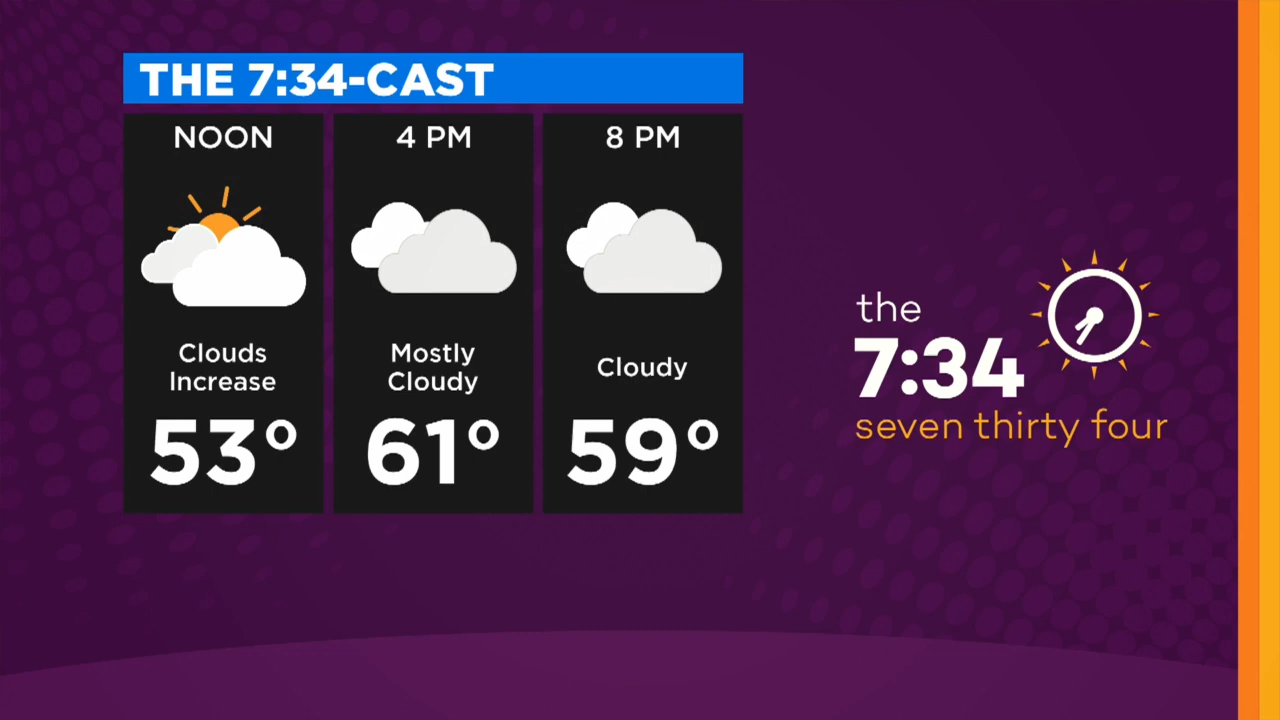 THE 7:34-CAST
NOON
Clouds
Increase
53°
4 PM
Mostly
Cloudy
61°
8 PM
Cloudy
59°
the
7:34
seven thirty four